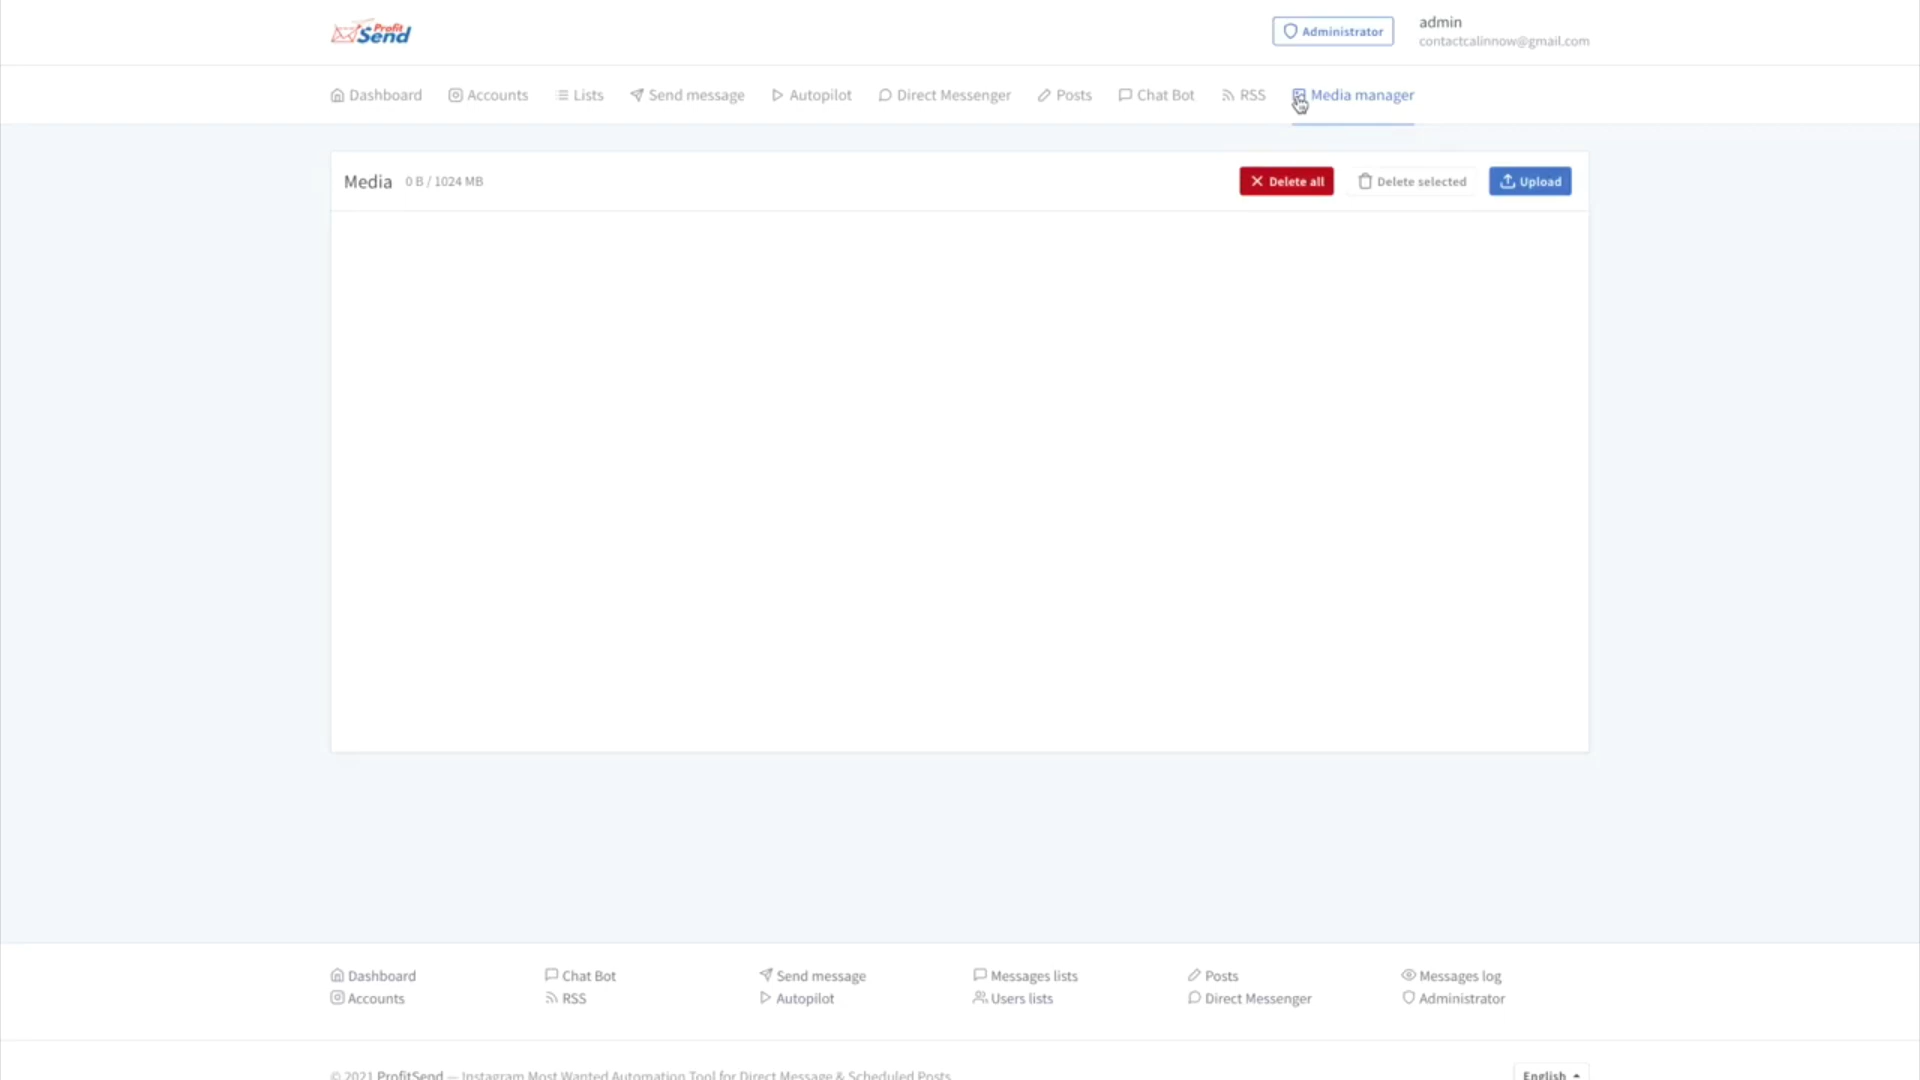 Profit
Send
Administrator
admin
contactcalinnow@gmail.com
Dashboard Accounts Lists Send message Autopilot Direct Messenger Posts Chat Bot RSS Media manager
Media 0 B / 1024 MB Delete all Delete selected Upload
Dashboard Chat Bot Send message Messages lists Posts Messages log
Accounts RSS Autopilot Users lists Direct Messenger Administrator
© 2021 ProfitSend — Instagram Most Wanted Automation Tool for Direct Message & Scheduled Posts English